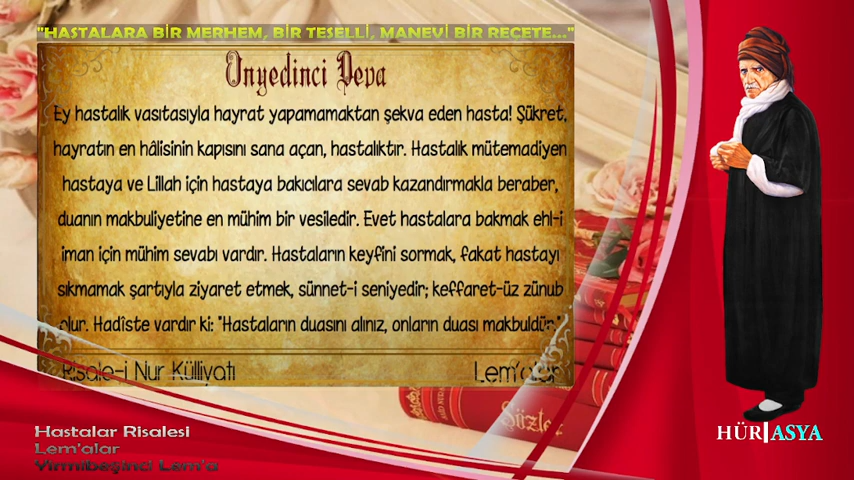 "HASTALARA BİR MERHEM, BİR TESELLİ, MANEVİ BİR REÇETE..."
Onyedinci Deva
Ey hastalık vasıtasıyla hayrat yapamamaktan şekva eden hasta! Şükret,
hayratın en hâlisinin kapısını sana açan, hastalıktır. Hastalık mütemadiyen
hastaya ve Lillah için hastaya bakıcılara sevab kazandırmakla beraber,
duanın makbuliyetine en mühim bir vesiledir. Evet hastalara bakmak ehl-i
iman için mühim sevabı vardır. Hastaların keyfini sormak, fakat hastayı
sıkmamak şartıyla ziyaret etmek, sünnet-i seniyedir; keffaret-üz zünub
olur. Hadîste vardır ki: "Hastaların duasını alınız, onların duası makbuldür."
Risale-i Nur Külliyatı Lem'alar
Sözler
Hastalar Risalesi
Lem'alar
Yirmibeşinci Lem'a
HÜR ASYA